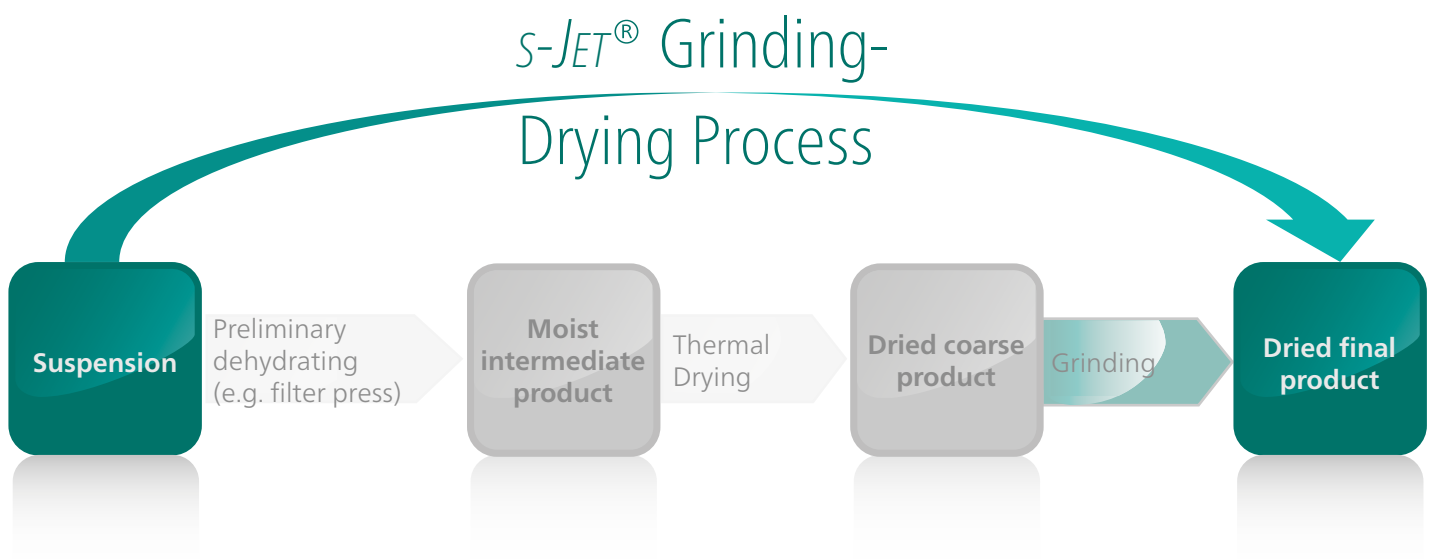 s-JET® Grinding-
Drying Process
Suspension
Preliminary
dehydrating
(e.g. filter press)
Moist
intermediate
product
Thermal
Drying
Dried coarse
product
Grinding
Dried final
product